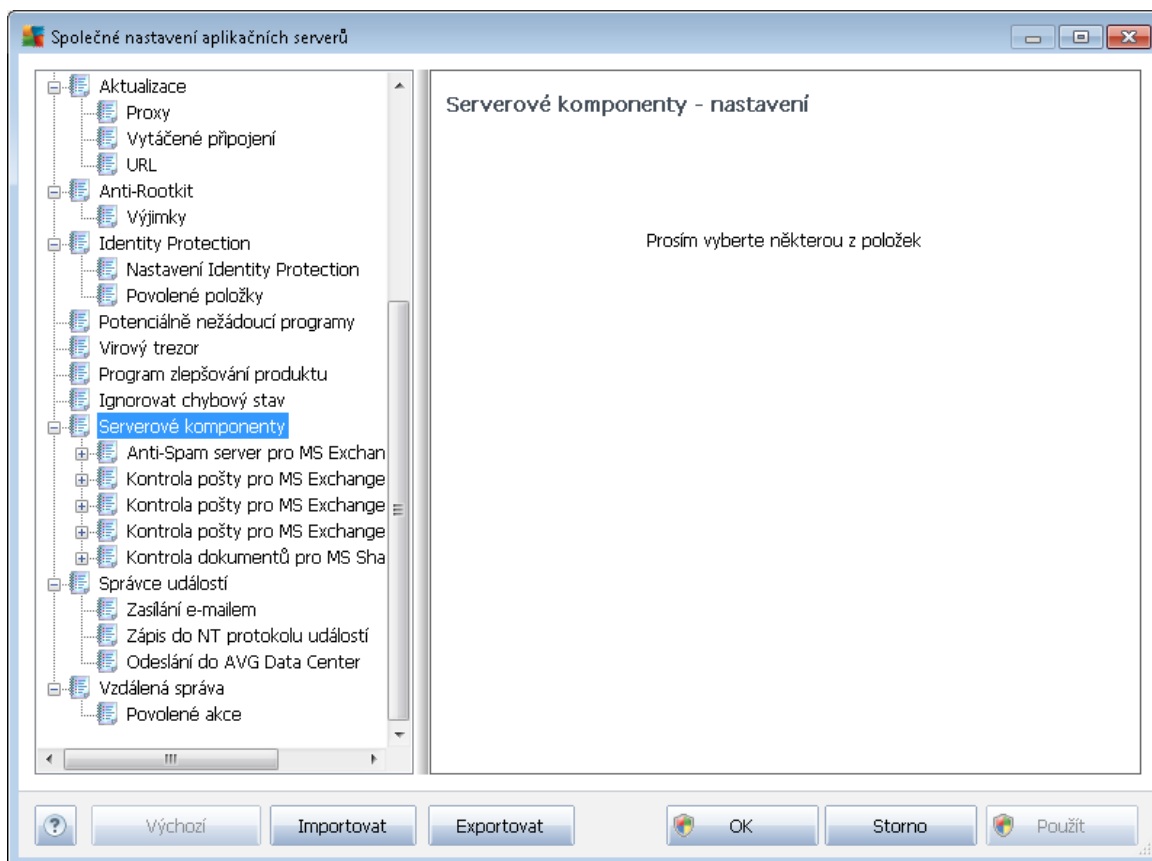 Společné nastavení aplikačních serverů
Aktualizace
Proxy
Vytáčené připojení
URL
Anti-Rootkit
Výjimky
Identity Protection
Nastavení Identity Protection
Povolené položky
Potenciálně nežádoucí programy
Virový trezor
Program zlepšování produktu
Ignorovat chybový stav
Serverové komponenty
Anti-Spam server pro MS Exchan
Kontrola pošty pro MS Exchange
Kontrola pošty pro MS Exchange
Kontrola pošty pro MS Exchange
Kontrola dokumentů pro MS Sha
Správce událostí
Zasílání e-mailem
Zápis do NT protokolu událostí
Odeslání do AVG Data Center
Vzdálená správa
Povolené akce
Serverové komponenty - nastavení
Prosím vyberte některou z položek
?
Výchozí
Importovat
Exportovat
OK
Storno
Použít